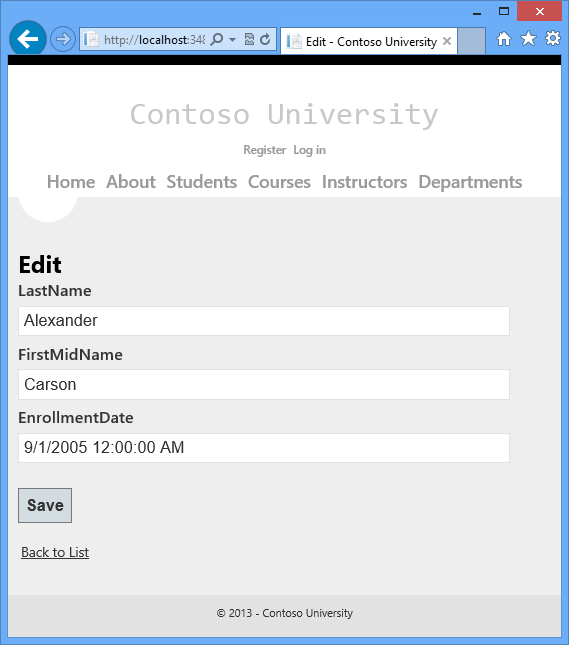 http://localhost:348
Edit - Contoso University
Contoso University
Register Log in
Home About Students Courses Instructors Departments
Edit
LastName
Alexander
FirstMidName
Carson
EnrollmentDate
9/1/2005 12:00:00 AM
Save
Back to List
© 2013 - Contoso University